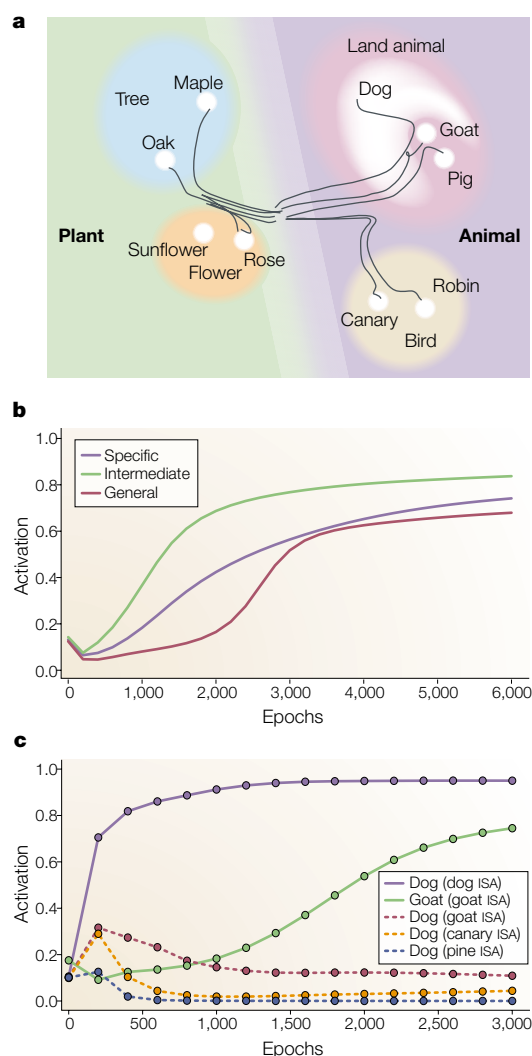 a
Land animal
Dog
Maple
Tree
Goat
Oak
Pig
Plant
Animal
Sunflower
Rose
Flower
Robin
Canary
Bird
b
1.0
0.8
0.6
0.4
0.2
0.0
Activation
Specific
Intermediate
General
0 1,000 2,000 3,000 4,000 5,000 6,000
Epochs
c
1.0
0.8
0.6
0.4
0.2
0.0
Activation
Dog (dog ISA)
Goat (goat ISA)
Dog (goat ISA)
Dog (canary ISA)
Dog (pine ISA)
0 500 1,000 1,500 2,000 2,500 3,000
Epochs